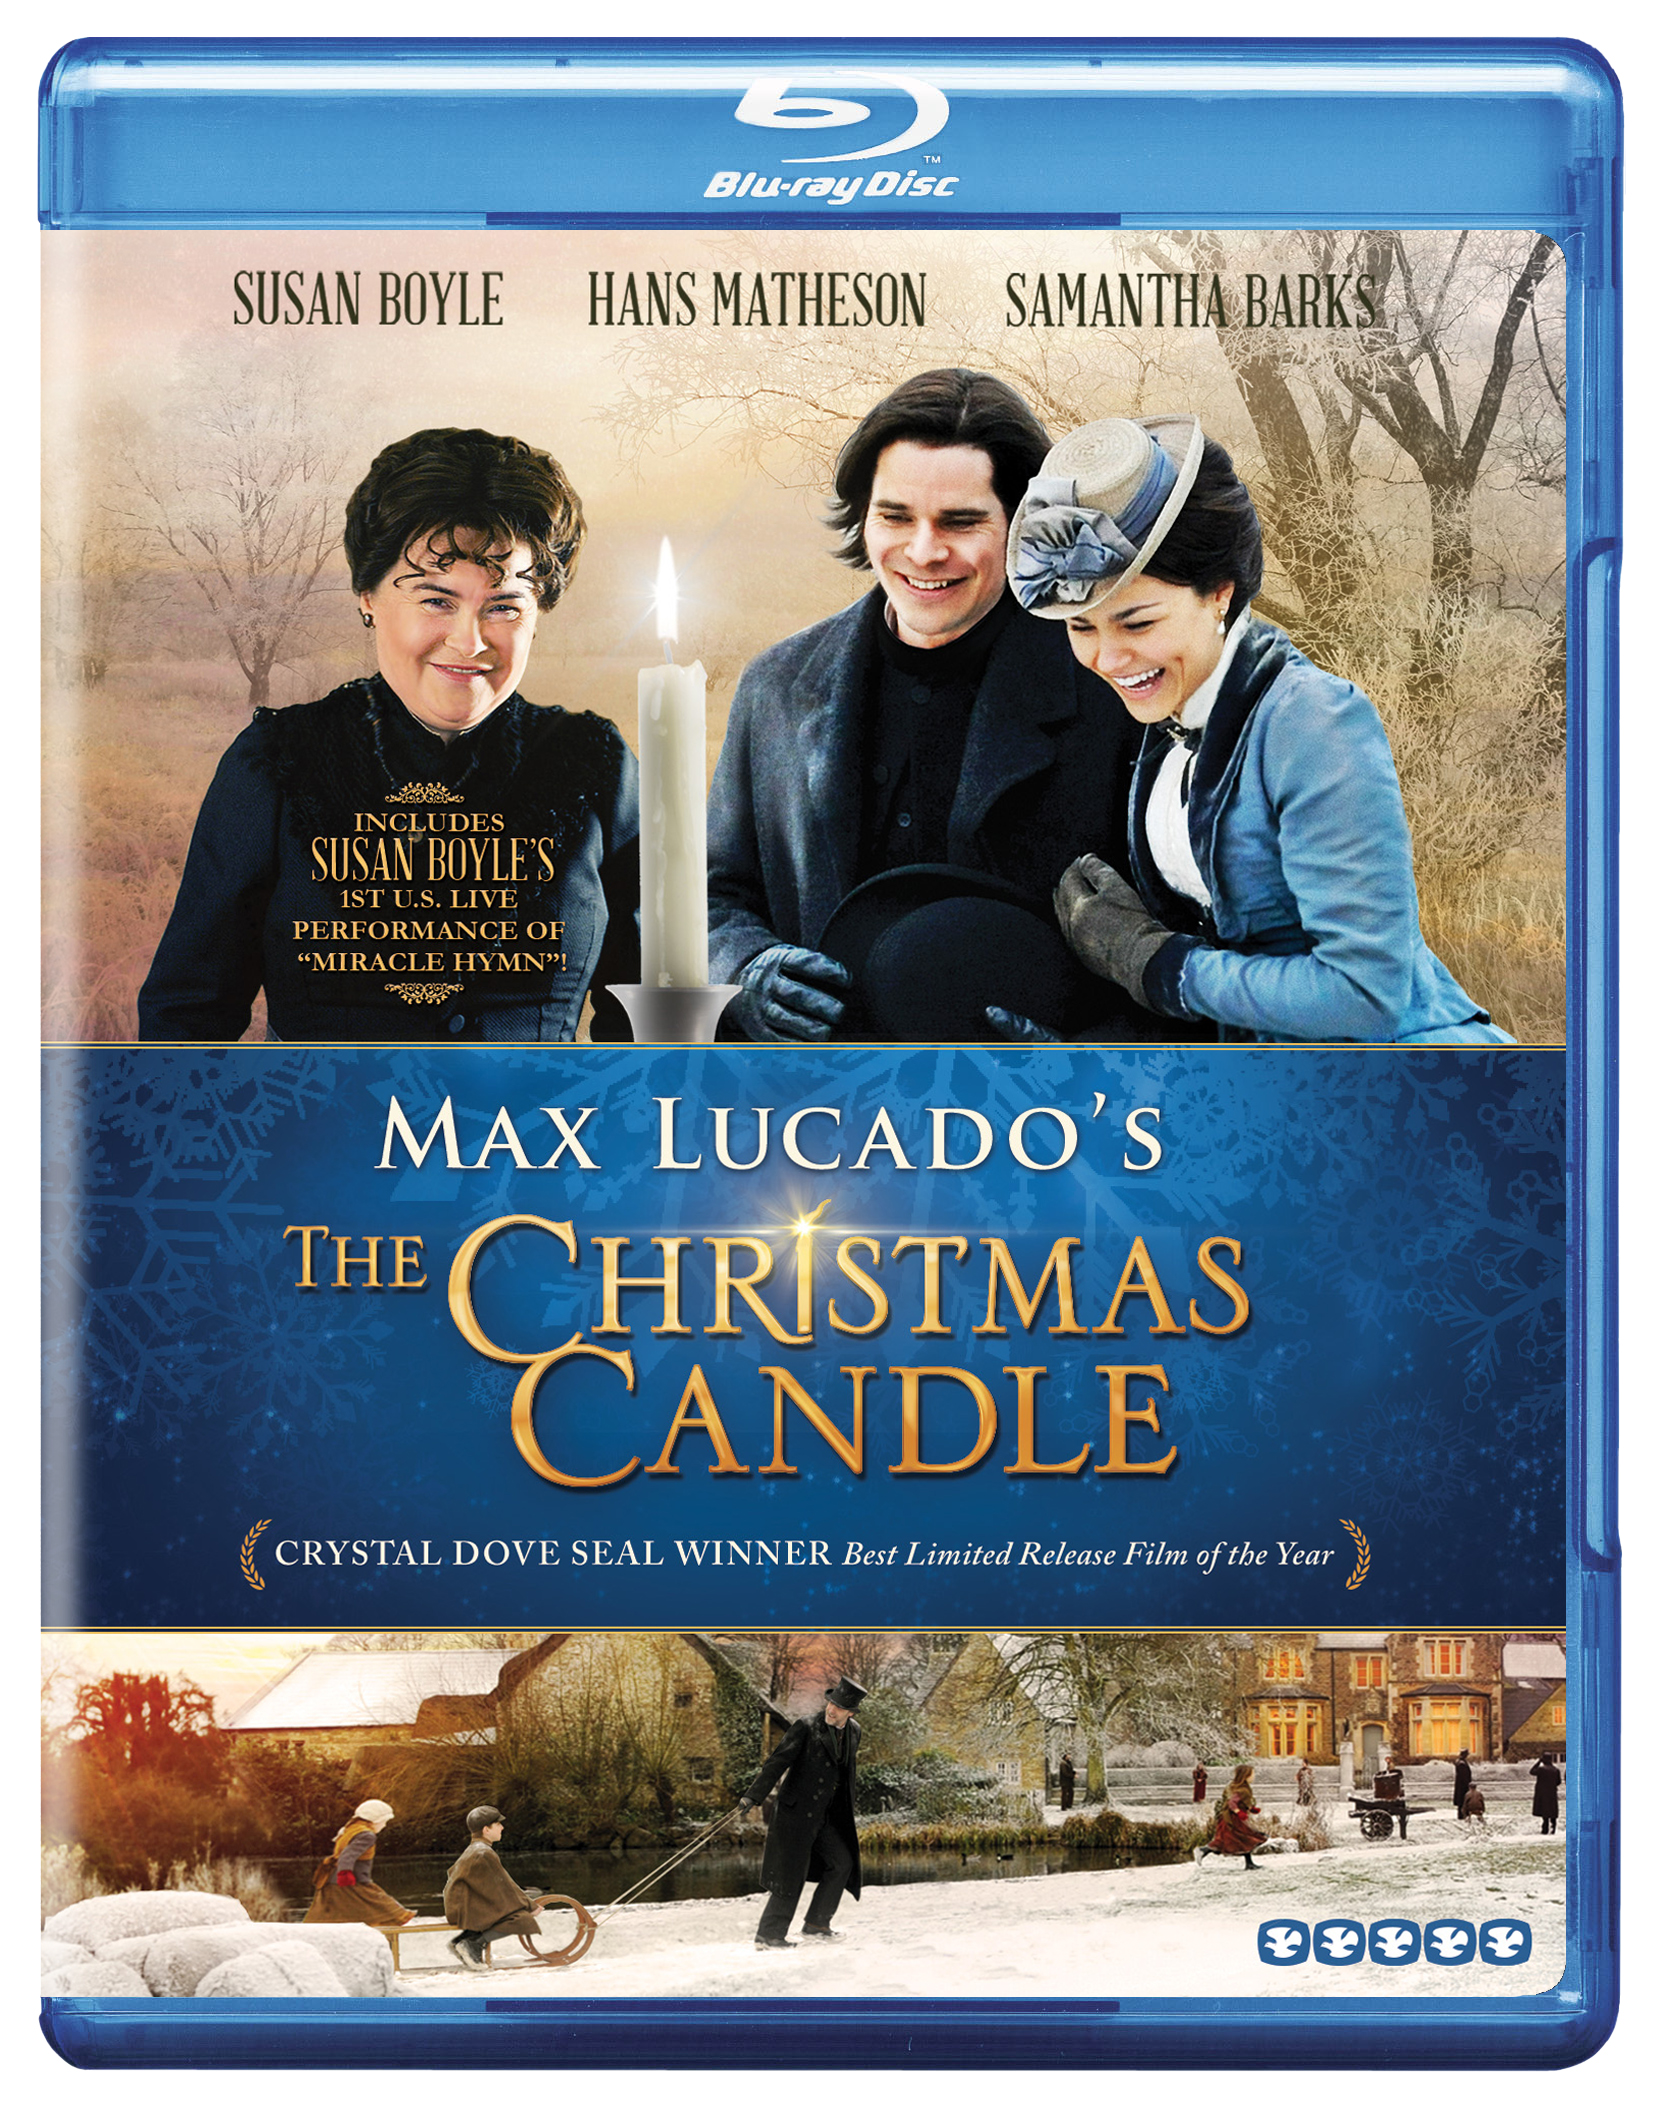 Blu-ray Disc™
SUSAN BOYLE HANS MATHESON SAMANTHA BARKS
INCLUDES
SUSAN BOYLE'S
1ST U.S. LIVE
PERFORMANCE OF
“MIRACLE HYMN”!
MAX LUCADO'S
THE CHRISTMAS
CANDLE
CRYSTAL DOVE SEAL WINNER Best Limited Release Film of the Year